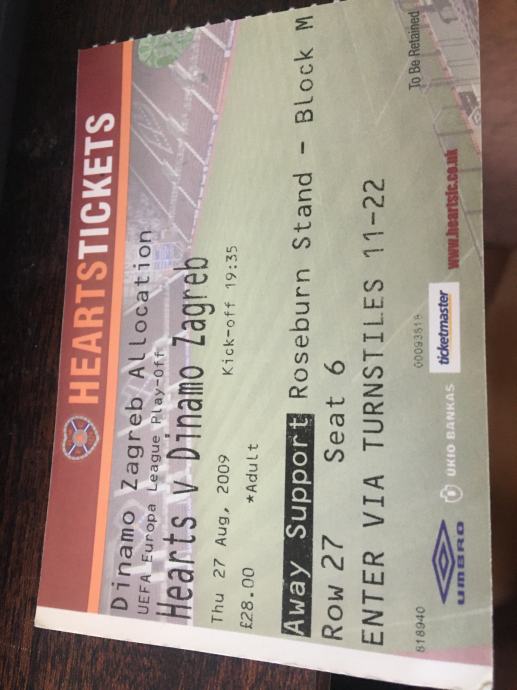 HEARTSTICKETS
Dinamo Zagreb Allocation
UEFA Europa League Play-Off
Hearts v Dinamo Zagreb
Thu 27 Aug, 2009 Kick-off 19:35
£28.00 *Adult
Away Support Roseburn Stand - Block M
Row 27 Seat 6
ENTER VIA TURNSTILES 11-22
818940 00093518 To Be Retained
UMBRO UKIO BANKAS ticketmaster www.heartsfc.co.uk